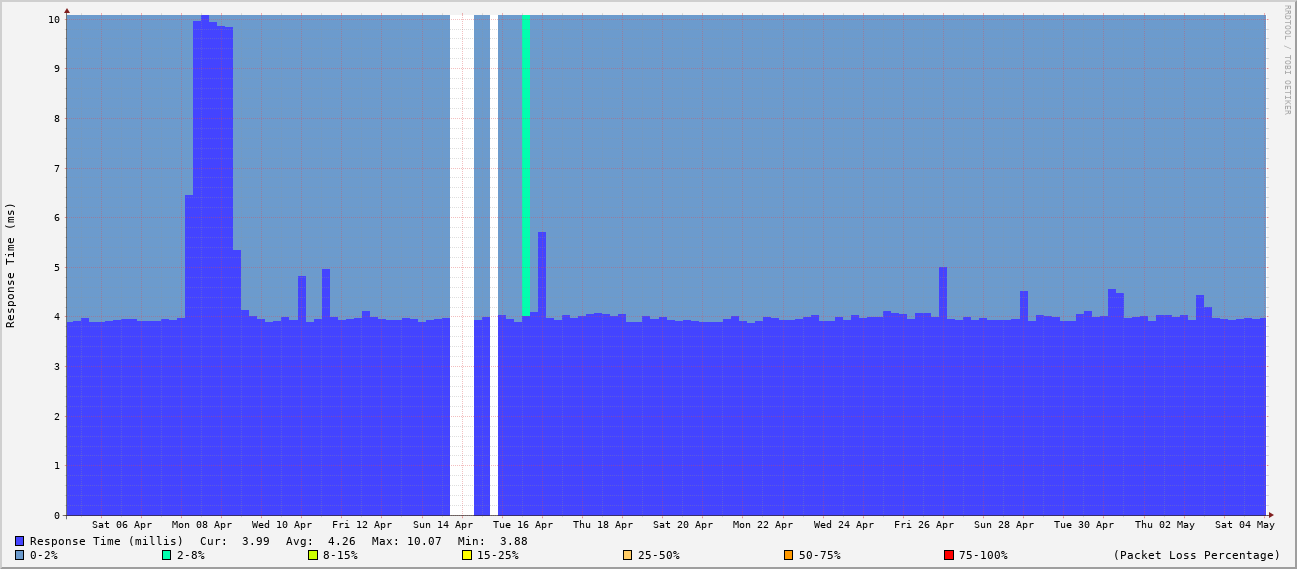 RRDTOOL / TOBI OETIKER
Response Time (ms)
10
9
8
7
6
5
4
3
2
1
0
Sat 06 Apr Mon 08 Apr Wed 10 Apr Fri 12 Apr Sun 14 Apr Tue 16 Apr Thu 18 Apr Sat 20 Apr Mon 22 Apr Wed 24 Apr Fri 26 Apr Sun 28 Apr Tue 30 Apr Thu 02 May Sat 04 May
Response Time (millis) Cur: 3.99 Avg: 4.26 Max: 10.07 Min: 3.88
0-2% 2-8% 8-15% 15-25% 25-50% 50-75% 75-100% (Packet Loss Percentage)